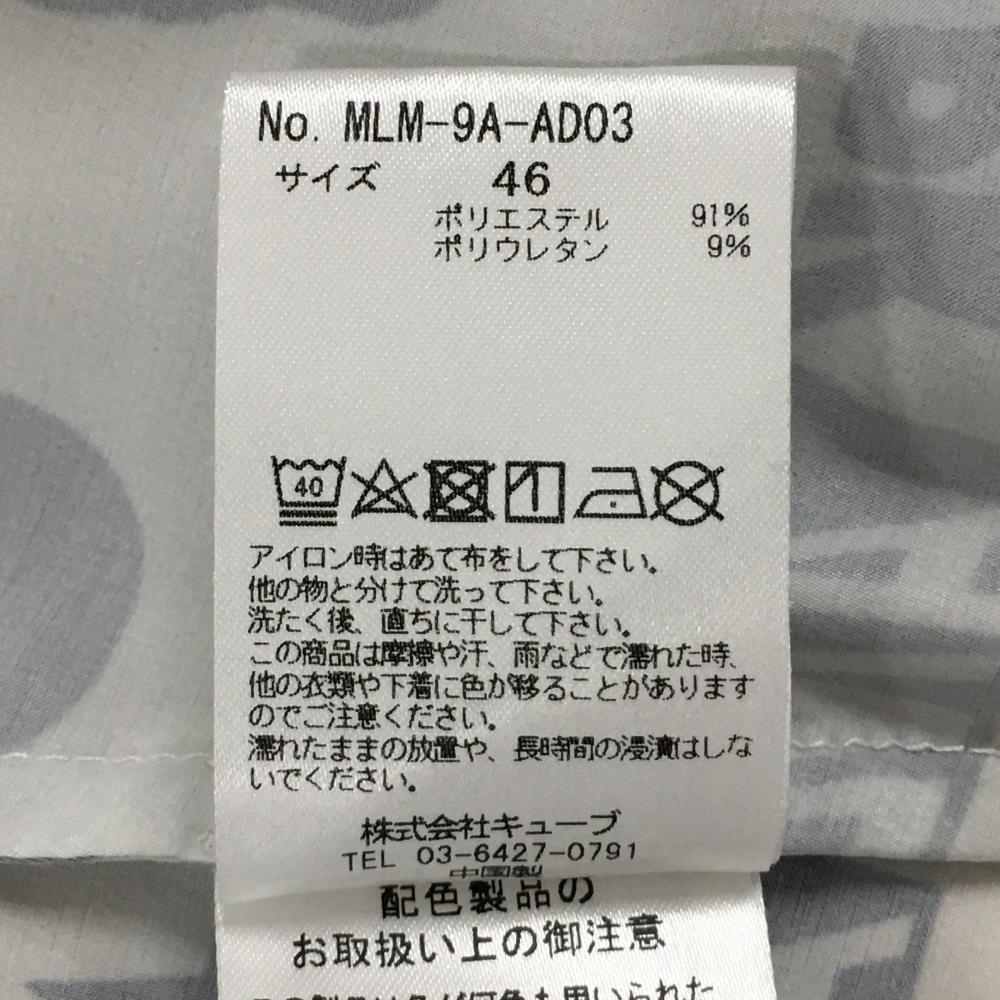 No. MLM-9A-AD03
サイズ 46
ポリエステル 91%
ポリウレタン 9%
40
アイロン時はあて布をして下さい。
他の物と分けて洗って下さい。
洗たく後、直ちに干して下さい。
この商品は摩擦や汗、雨などで濡れた時、
他の衣類や下着に色が移ることがあります
のでご注意ください。
濡れたままの放置や、長時間の浸漬はしな
いでください。
株式会社キューブ
TEL 03-6427-0791
中国製
配色製品の
お取扱い上の御注意